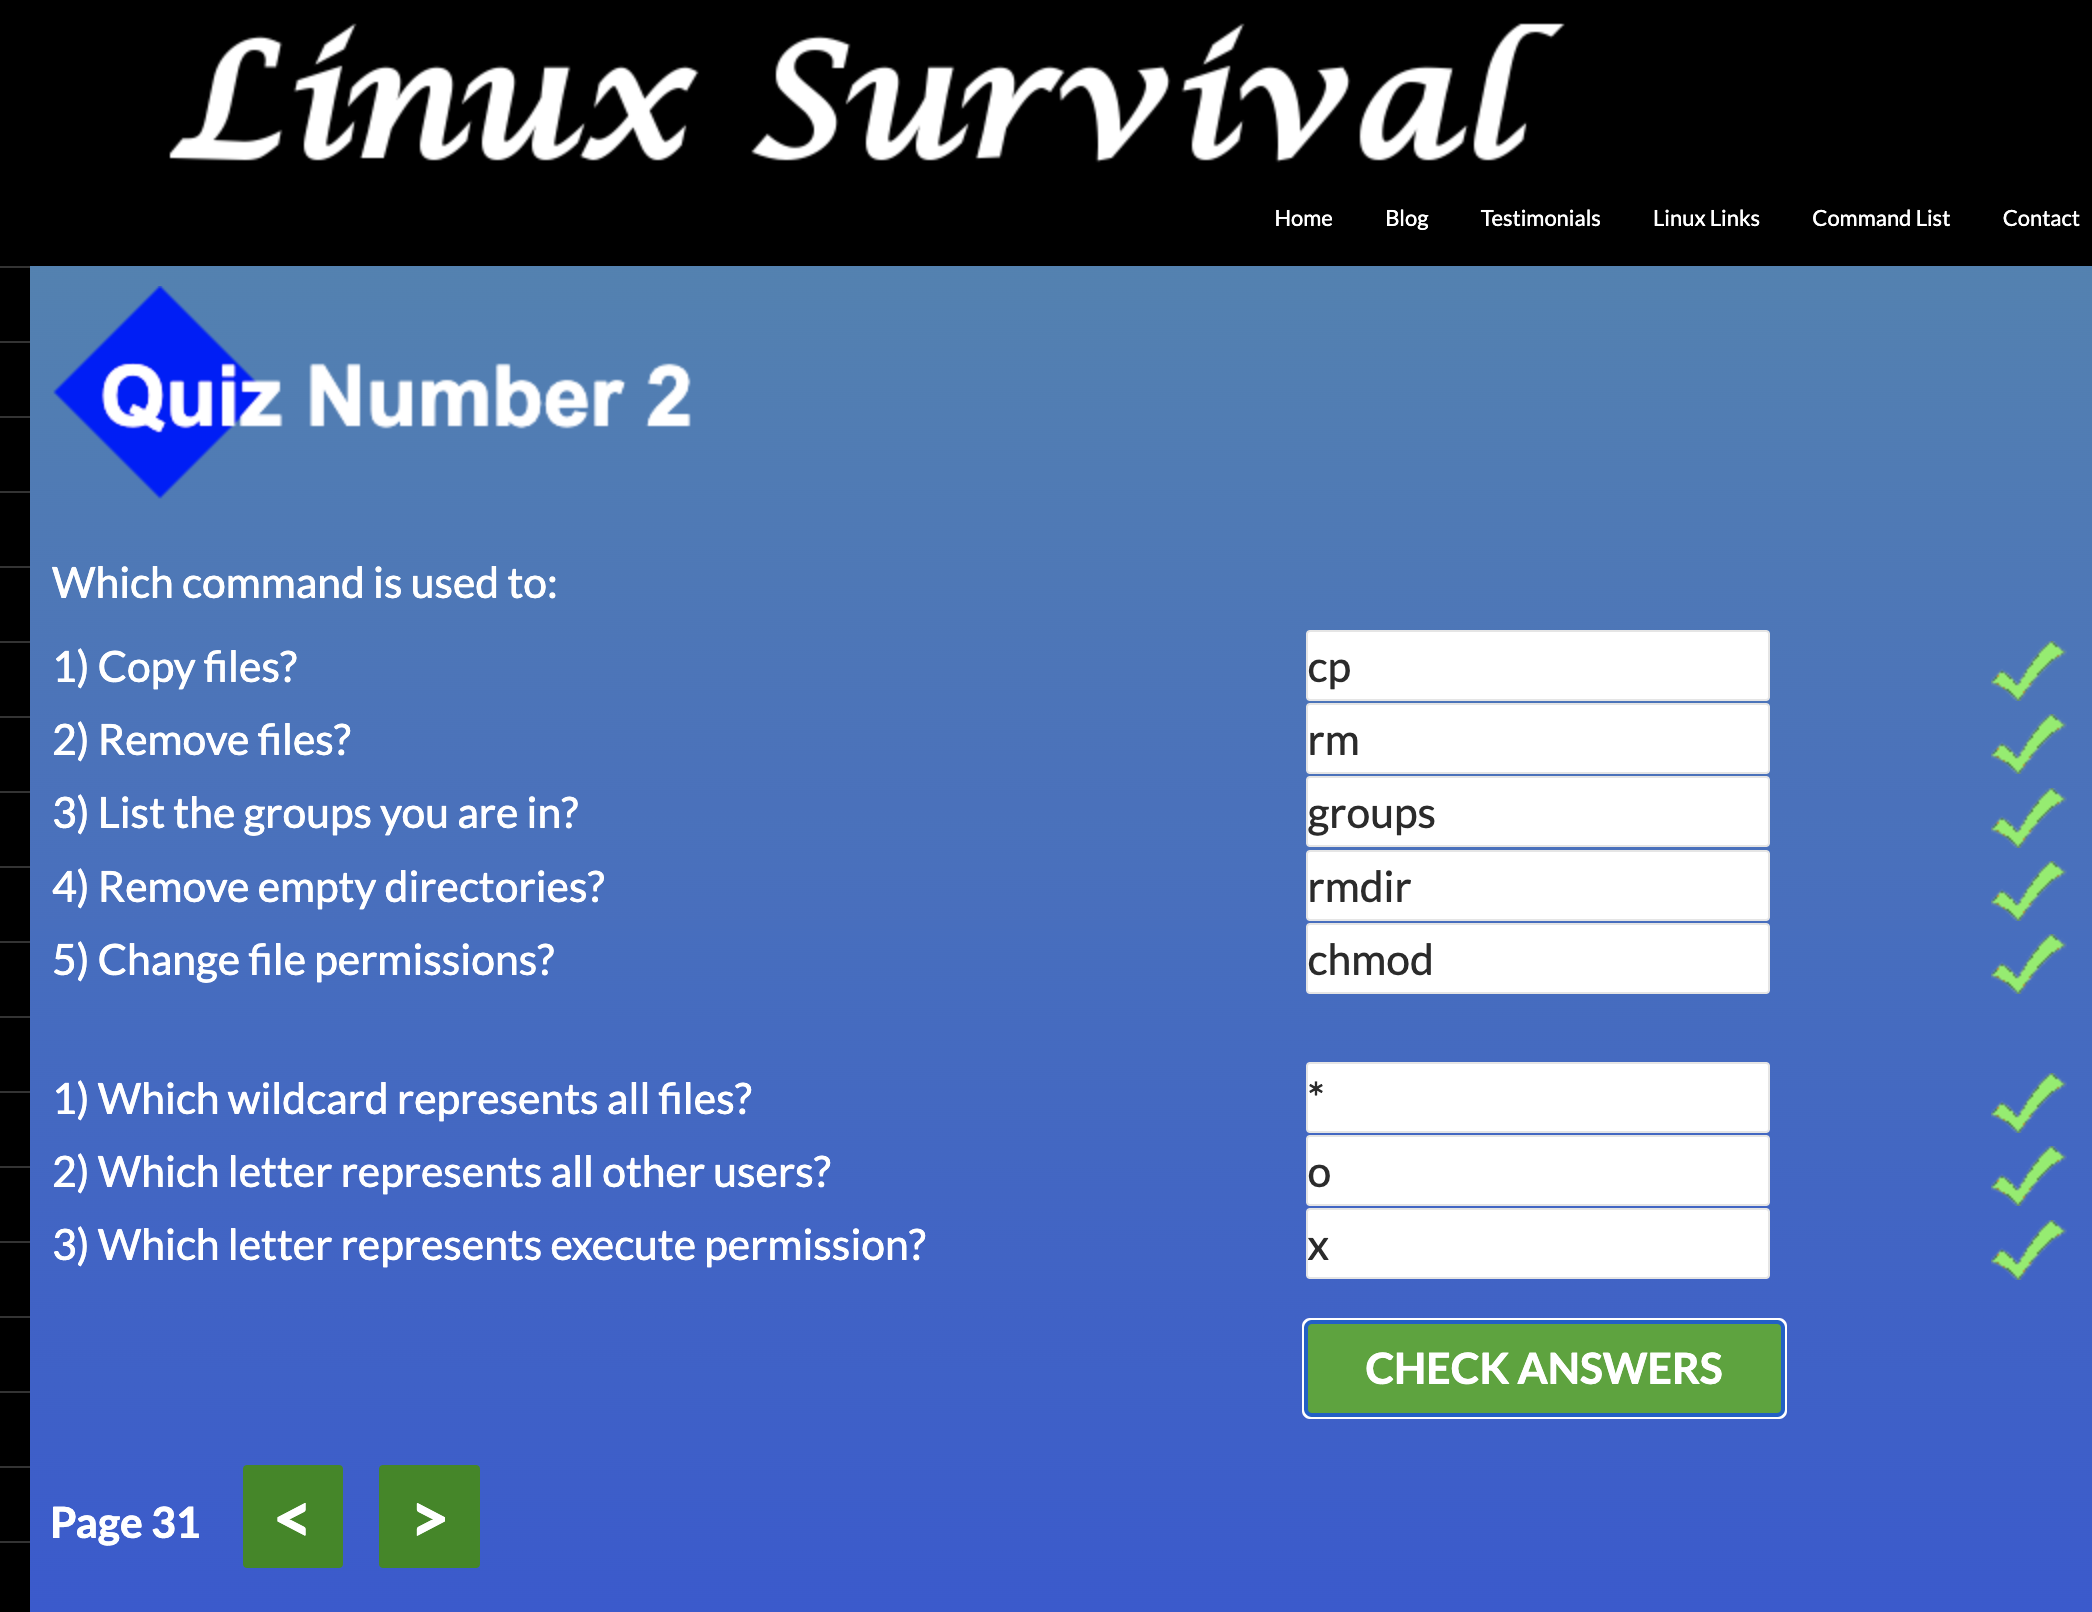 Linux Survival
Home Blog Testimonials Linux Links Command List Contact
Quiz Number 2
Which command is used to:
1) Copy files? cp
2) Remove files? rm
3) List the groups you are in? groups
4) Remove empty directories? rmdir
5) Change file permissions? chmod
1) Which wildcard represents all files? *
2) Which letter represents all other users? o
3) Which letter represents execute permission? x
CHECK ANSWERS
Page 31 < >